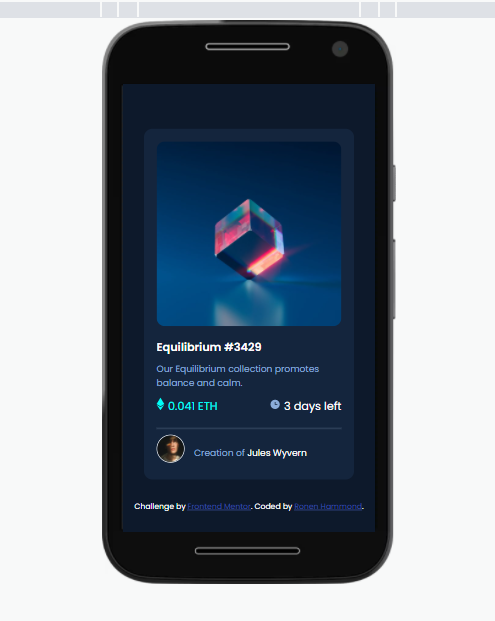 Equilibrium #3429
Our Equilibrium collection promotes
balance and calm.
0.041 ETH 3 days left
Creation of Jules Wyvern
Challenge by Frontend Mentor. Coded by Ronen Hammond.